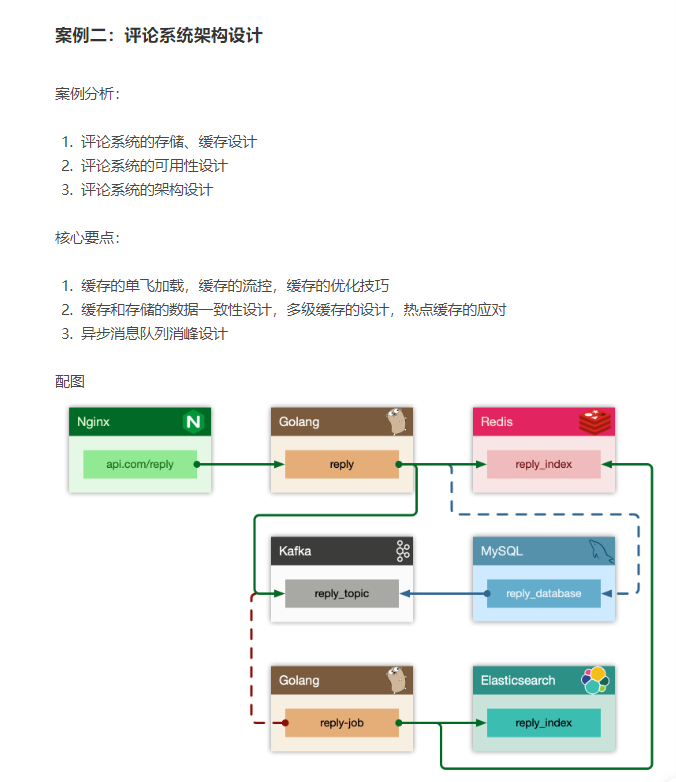 案例二：评论系统架构设计
案例分析：
1. 评论系统的存储、缓存设计
2. 评论系统的可用性设计
3. 评论系统的架构设计
核心要点：
1. 缓存的单飞加载，缓存的流控，缓存的优化技巧
2. 缓存和存储的数据一致性设计，多级缓存的设计，热点缓存的应对
3. 异步消息队列消峰设计
配图
Nginx
N
api.com/reply
Golang
reply
Redis
reply_index
Kafka
reply_topic
MySQL
reply_database
Golang
reply-job
Elasticsearch
reply_index